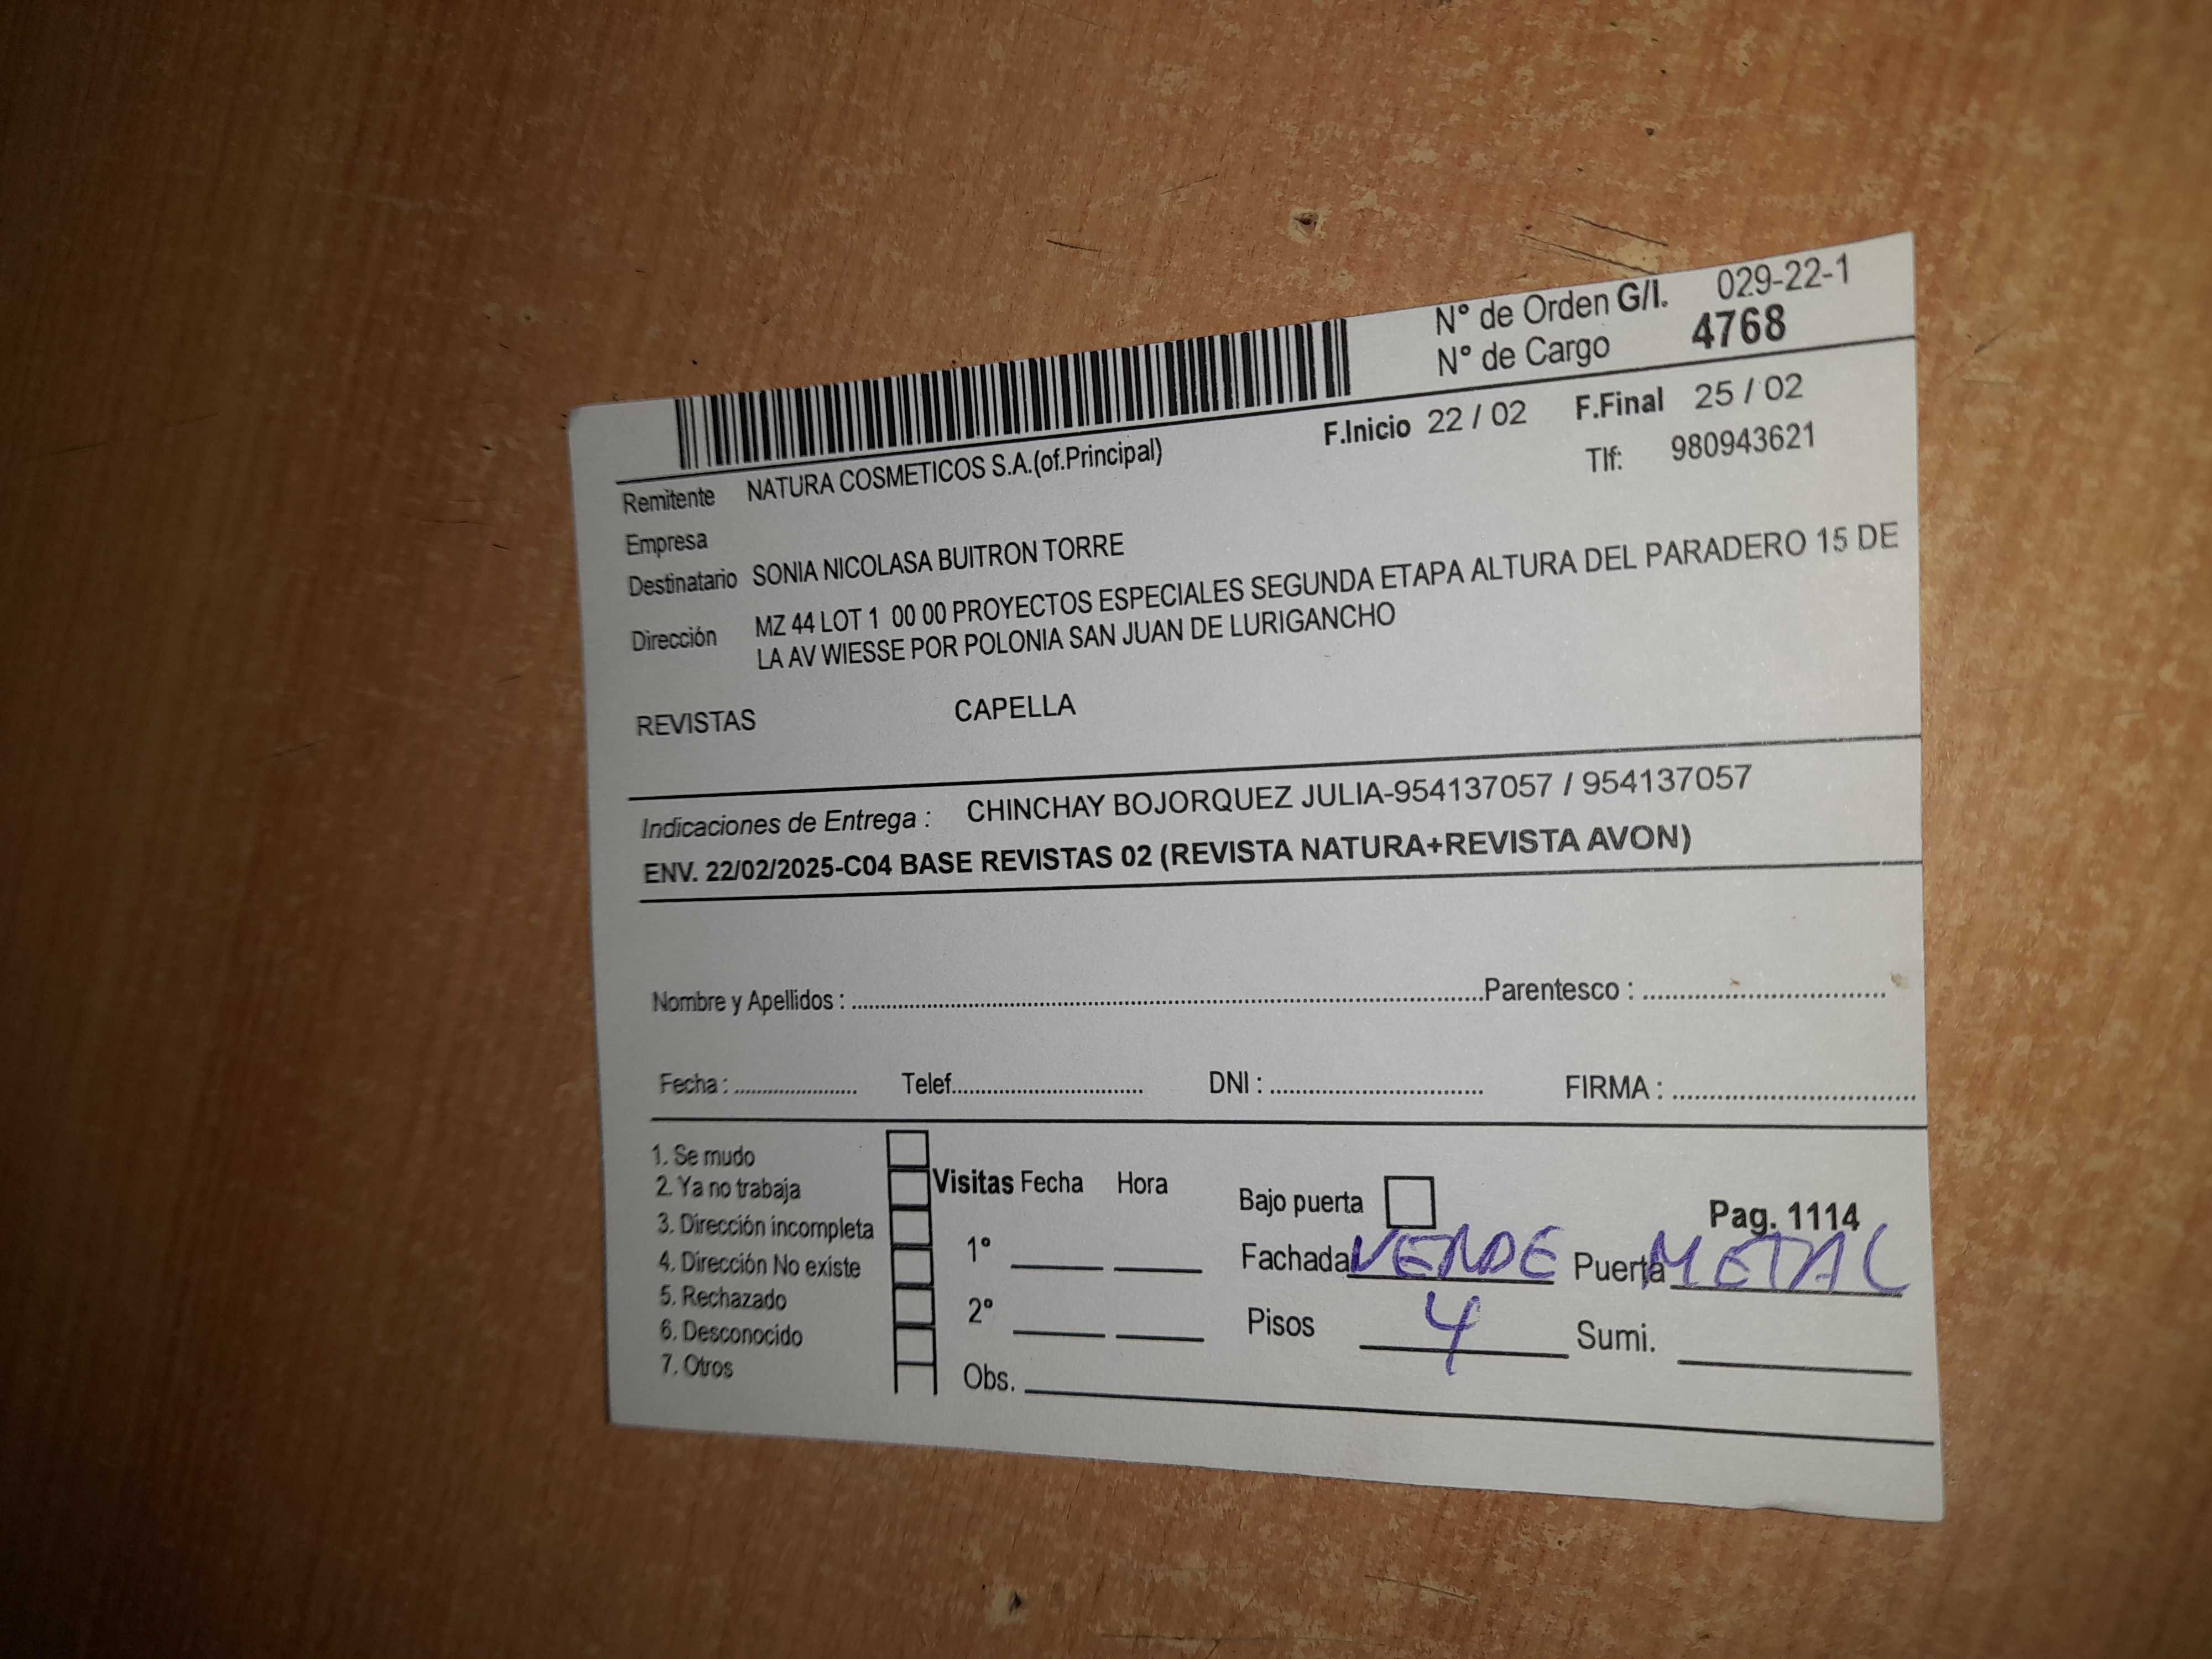 N° de Orden G/I. 029-22-1
N° de Cargo 4768
F.Inicio 22 / 02 F.Final 25 / 02
Remitente NATURA COSMETICOS S.A.(of.Principal) Tlf: 980943621
Empresa
Destinatario SONIA NICOLASA BUITRON TORRE
Dirección MZ 44 LOT 1 00 00 PROYECTOS ESPECIALES SEGUNDA ETAPA ALTURA DEL PARADERO 15 DE
LA AV WIESSE POR POLONIA SAN JUAN DE LURIGANCHO
REVISTAS CAPELLA
Indicaciones de Entrega : CHINCHAY BOJORQUEZ JULIA-954137057 / 954137057
ENV. 22/02/2025-C04 BASE REVISTAS 02 (REVISTA NATURA+REVISTA AVON)
Nombre y Apellidos : Parentesco :
Fecha : Telef. DNI : FIRMA :
1. Se mudo
2. Ya no trabaja
3. Dirección incompleta
4. Dirección No existe
5. Rechazado
6. Desconocido
7. Otros
Visitas Fecha Hora
1°
2°
Obs.
Bajo puerta Pag. 1114
Fachada VERDE Puerta METAL
Pisos 4 Sumi.